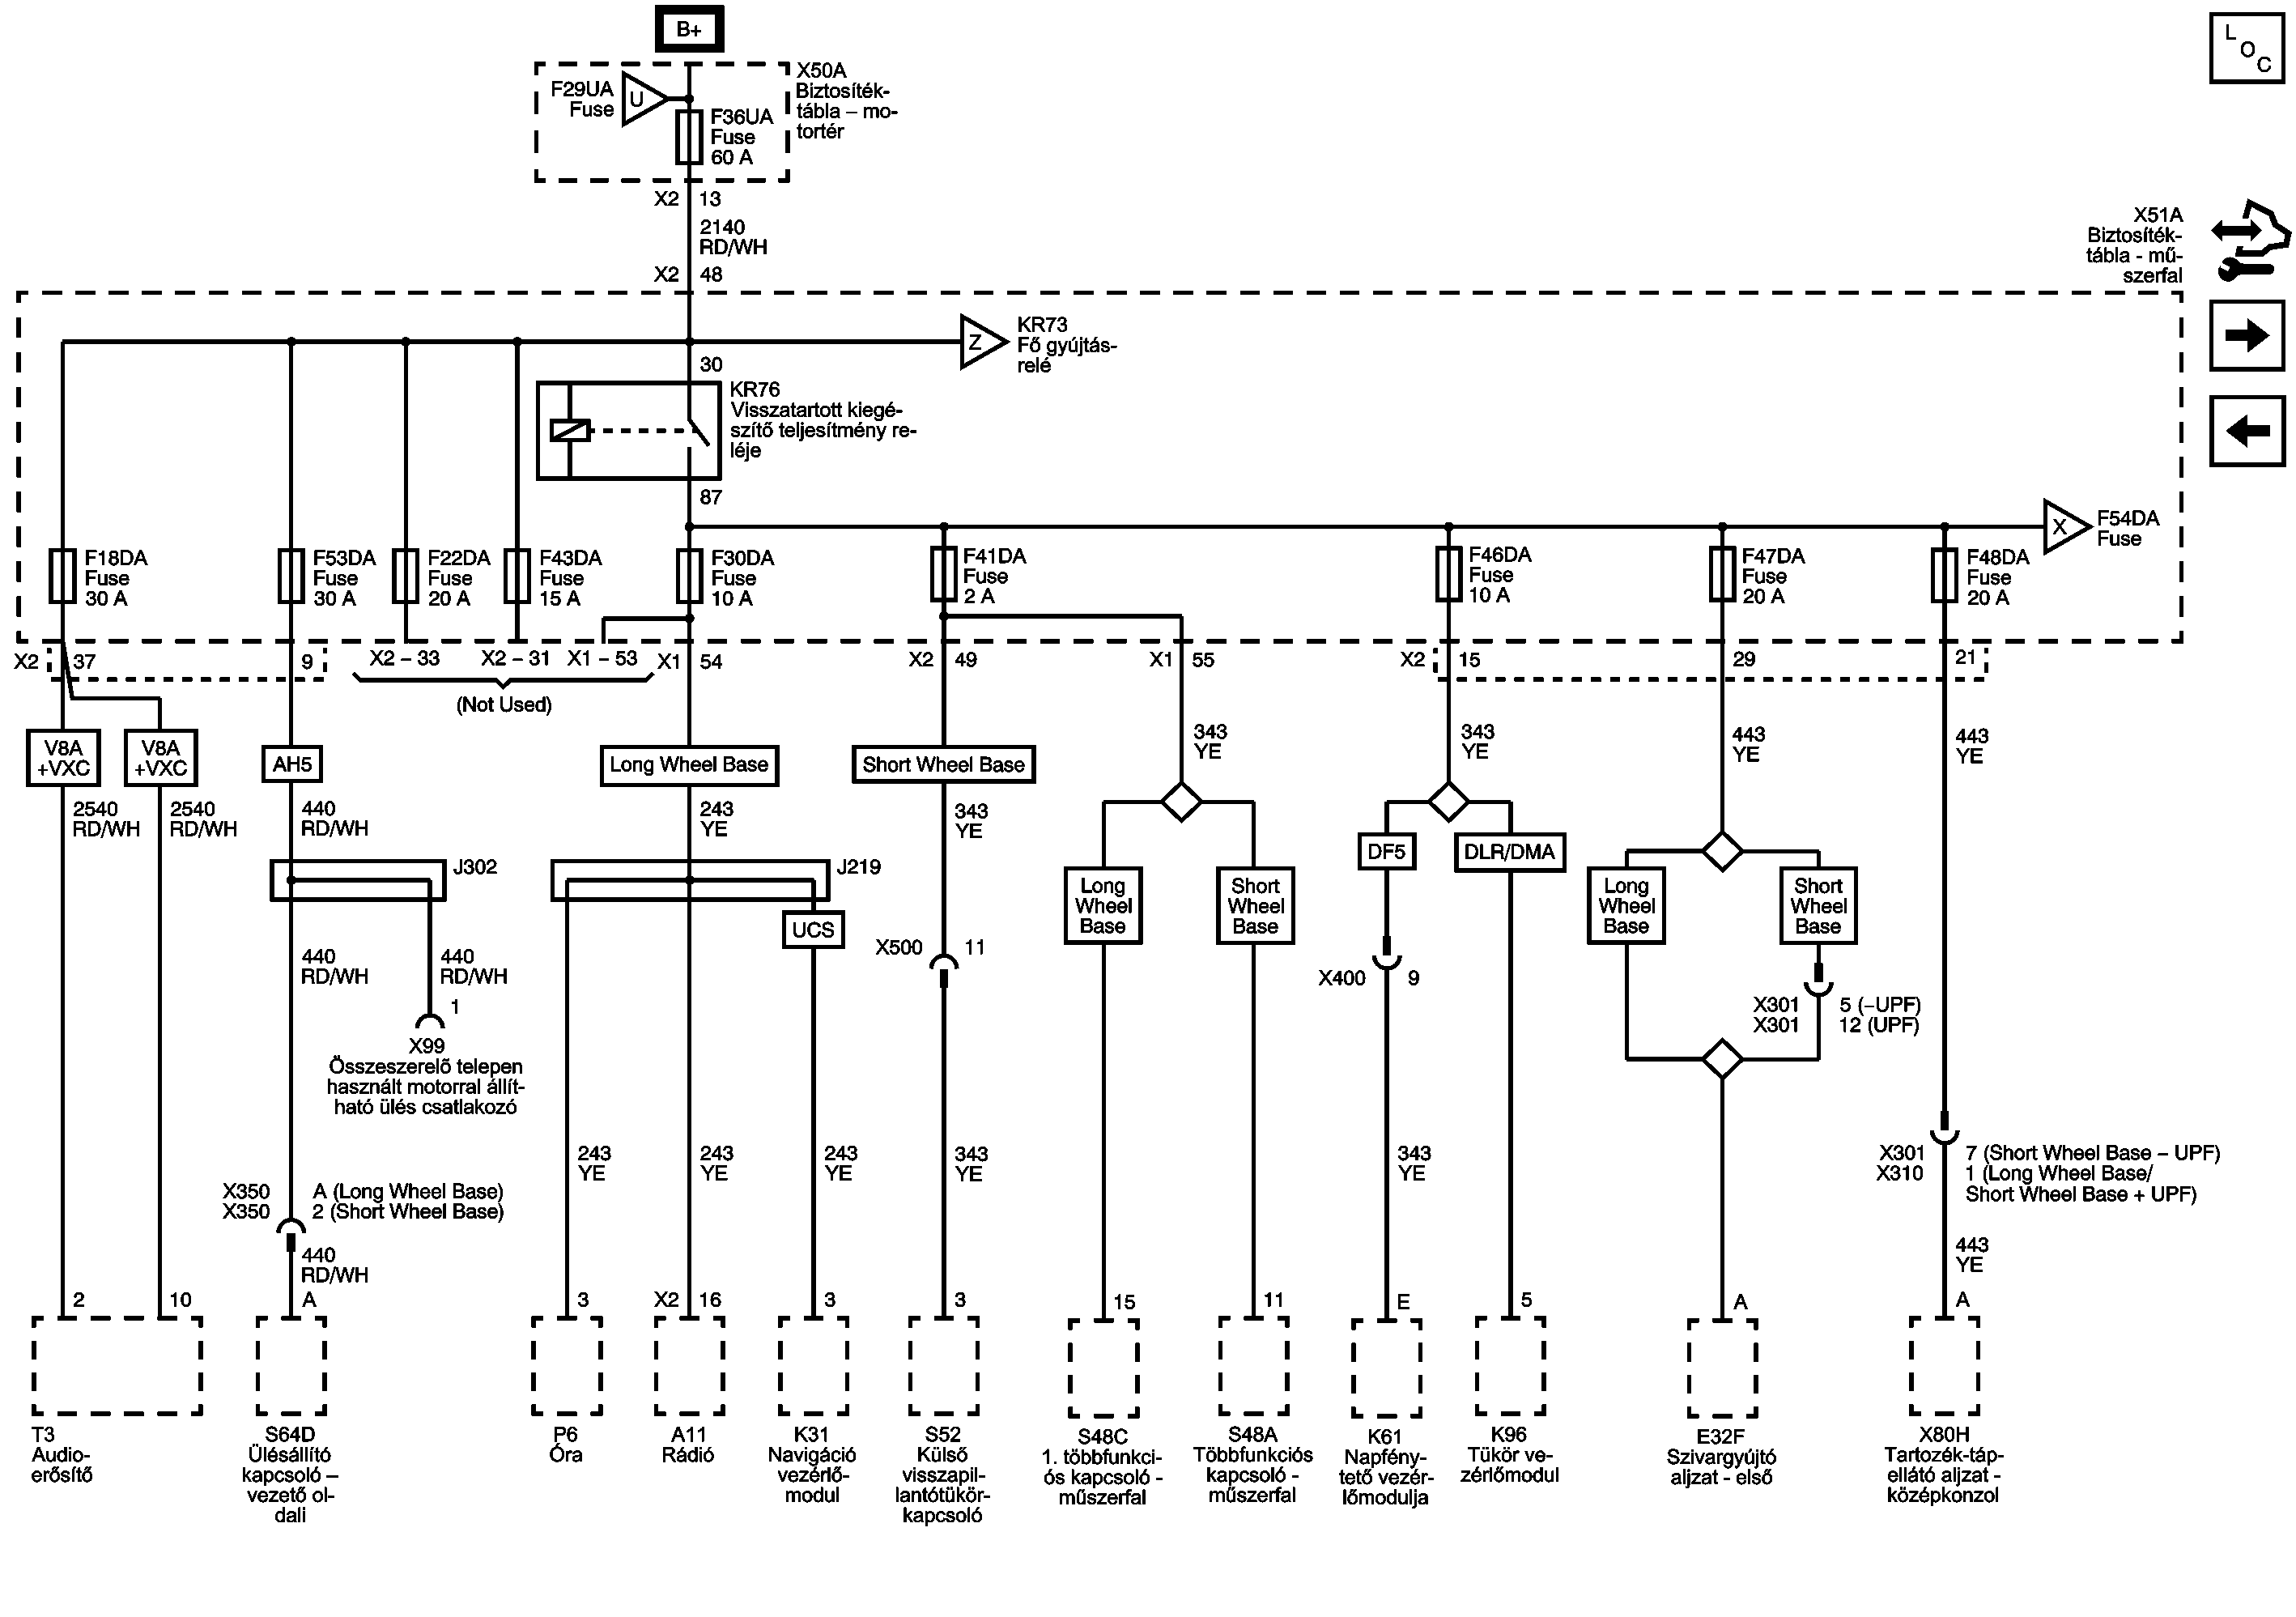 B+
L
O
C
F29UA
Fuse
U
X50A
Biztosíték-
tábla – mo-
tortér
F36UA
Fuse
60 A
X2 13
2140
RD/WH
X2 48
X51A
Biztosíték-
tábla - mű-
szerfal
Z
KR73
Fő gyújtás-
relé
30
KR76
Visszatartott kiegé-
szítő teljesítmény re-
léje
87
X
F54DA
Fuse
F18DA
Fuse
30 A
F53DA
Fuse
30 A
F22DA
Fuse
20 A
F43DA
Fuse
15 A
F30DA
Fuse
10 A
F41DA
Fuse
2 A
F46DA
Fuse
10 A
F47DA
Fuse
20 A
F48DA
Fuse
20 A
X2 37
9
X2 – 33
X2 – 31
X1 – 53
X1 54
X2 49
X1 55
X2 15
29
21
(Not Used)
V8A
+VXC
V8A
+VXC
AH5
Long Wheel Base
Short Wheel Base
343
YE
343
YE
443
YE
443
YE
2540
RD/WH
2540
RD/WH
440
RD/WH
243
YE
343
YE
J302
J219
UCS
Long
Wheel
Base
Short
Wheel
Base
DF5
DLR/DMA
Long
Wheel
Base
Short
Wheel
Base
440
RD/WH
440
RD/WH
1
X99
Összeszerelő telepen
használt motorral állít-
ható ülés csatlakozó
X500 11
X400 9
X301 5 (–UPF)
X301 12 (UPF)
243
YE
243
YE
243
YE
343
YE
343
YE
X301 7 (Short Wheel Base – UPF)
X310 1 (Long Wheel Base/
Short Wheel Base + UPF)
X350 A (Long Wheel Base)
X350 2 (Short Wheel Base)
440
RD/WH
443
YE
2
10
A
3
X2 16
3
3
15
11
E
5
A
A
T3
Audio-
erősítő
S64D
Ülésállító
kapcsoló –
vezető ol-
dali
P6
Óra
A11
Rádió
K31
Navigáció
vezérlő-
modul
S52
Külső
visszapil-
lantótükör-
kapcsoló
S48C
1. többfunkci-
ós kapcsoló -
műszerfal
S48A
Többfunkciós
kapcsoló -
műszerfal
K61
Napfény-
tető vezér-
lőmodulja
K96
Tükör ve-
zérlőmodul
E32F
Szivargyújtó
aljzat - első
X80H
Tartozék-táp-
ellátó aljzat -
középkonzol